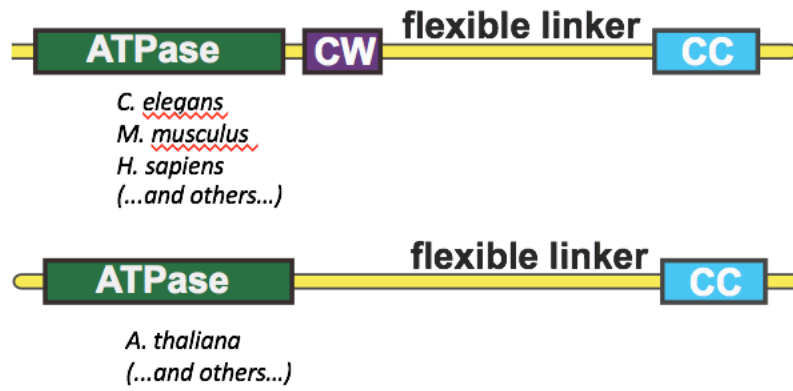 flexible linker
ATPase CW CC
C. elegans
M. musculus
H. sapiens
(...and others...)
flexible linker
ATPase CC
A. thaliana
(...and others...)